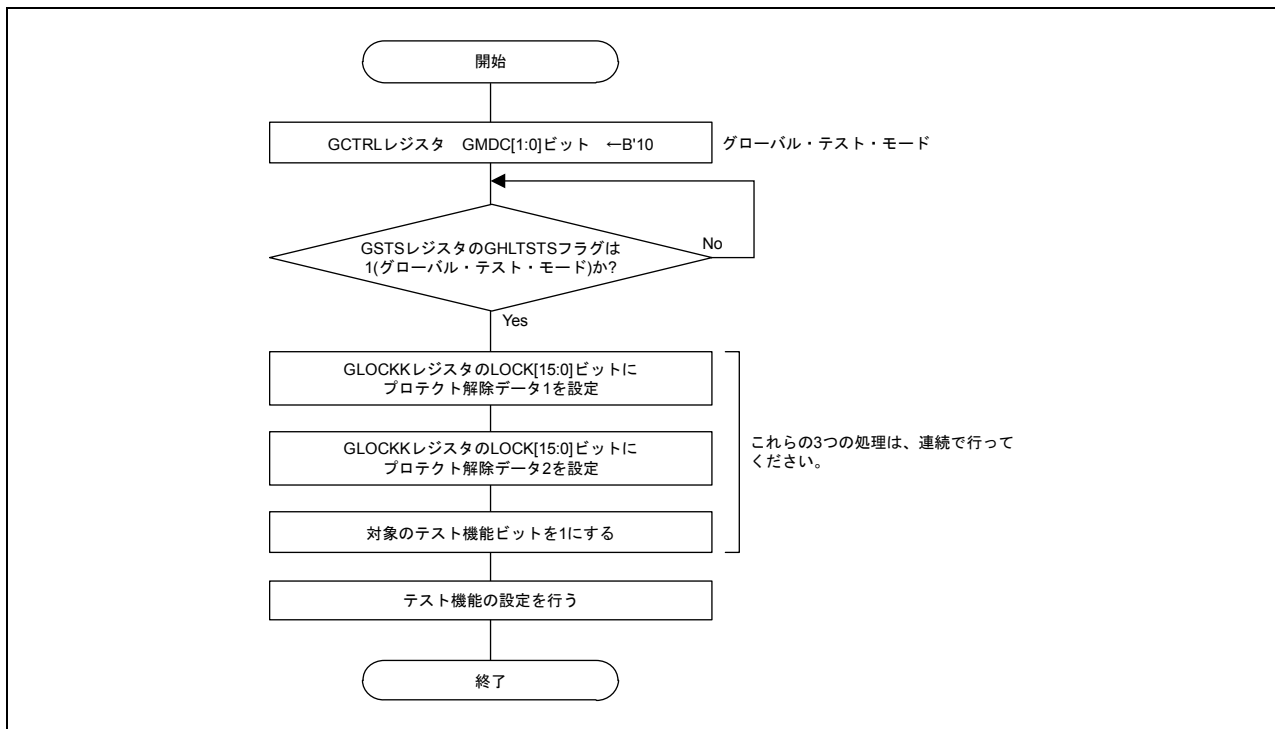 開始
GCTRLレジスタ　GMDC[1:0]ビット　←B'10
グローバル・テスト・モード
GSTSレジスタのGHLTSTSフラグは
1(グローバル・テスト・モード)か?
No
Yes
GLOCKKレジスタのLOCK[15:0]ビットに
プロテクト解除データ1を設定
GLOCKKレジスタのLOCK[15:0]ビットに
プロテクト解除データ2を設定
これらの3つの処理は、連続で行って
ください。
対象のテスト機能ビットを1にする
テスト機能の設定を行う
終了